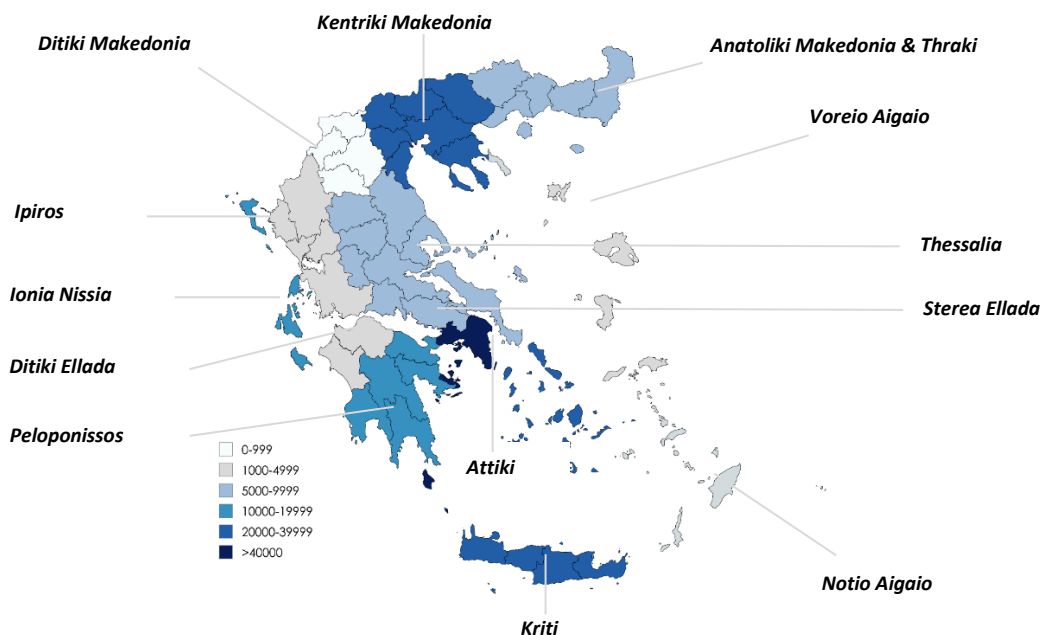 Kentriki Makedonia
Ditiki Makedonia
Anatoliki Makedonia & Thraki
Voreio Aigaio
Ipiros
Thessalia
Ionia Nissia
Sterea Ellada
Ditiki Ellada
Peloponissos
0-999
1000-4999
5000-9999
10000-19999
20000-39999
>40000
Attiki
Notio Aigaio
Kriti